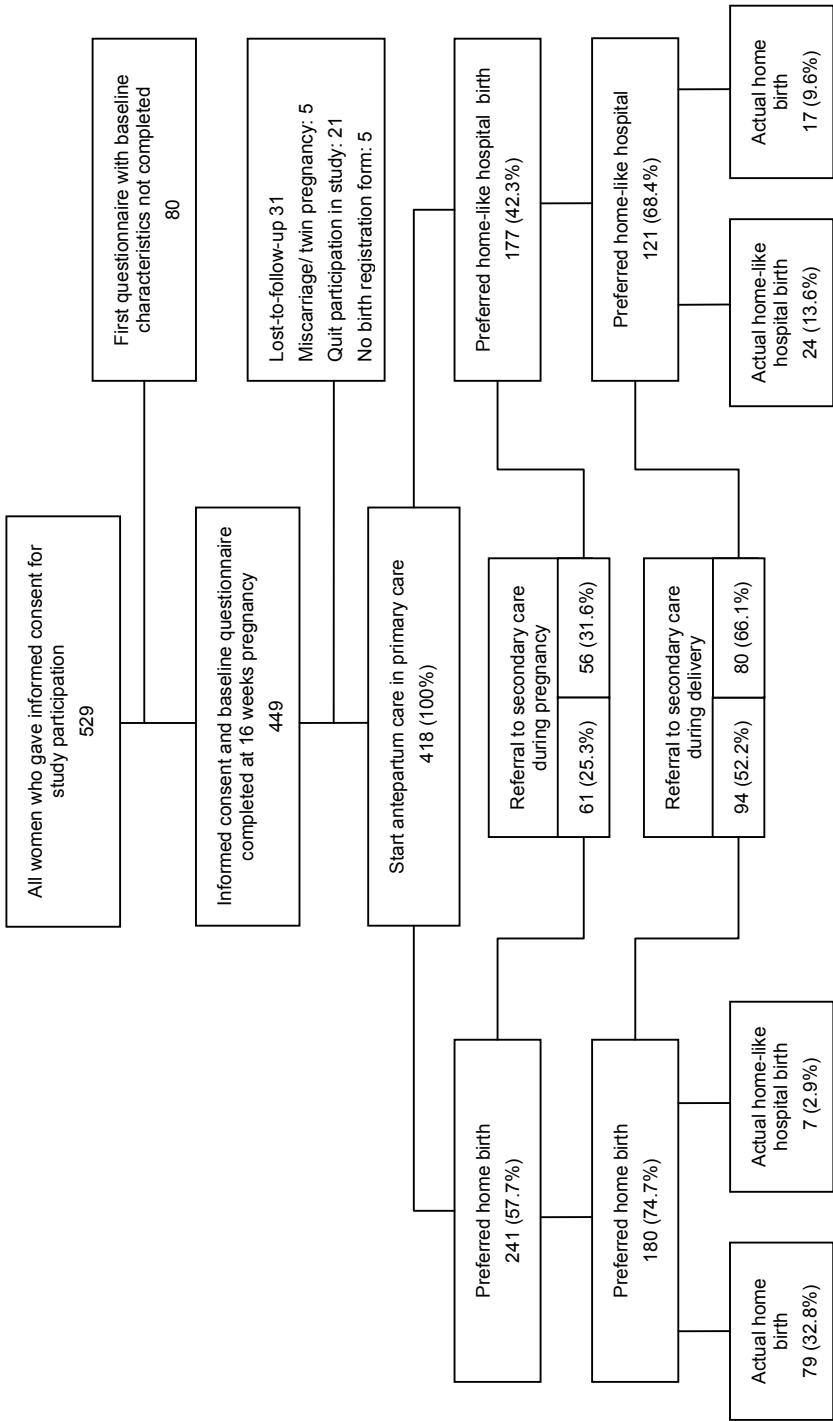 All women who gave informed consent for
study participation
529
First questionnaire with baseline
characteristics not completed
80
Informed consent and baseline questionnaire
completed at 16 weeks pregnancy
449
Lost-to-follow-up 31
Miscarriage/ twin pregnancy: 5
Quit participation in study: 21
No birth registration form: 5
Start antepartum care in primary care
418 (100%)
Preferred home birth
241 (57.7%)
Preferred home-like hospital birth
177 (42.3%)
Referral to secondary care
during pregnancy
61 (25.3%)
56 (31.6%)
Preferred home birth
180 (74.7%)
Preferred home-like hospital
121 (68.4%)
Referral to secondary care
during delivery
94 (52.2%)
80 (66.1%)
Actual home
birth
79 (32.8%)
Actual home-like
hospital birth
7 (2.9%)
Actual home-like
hospital birth
24 (13.6%)
Actual home
birth
17 (9.6%)